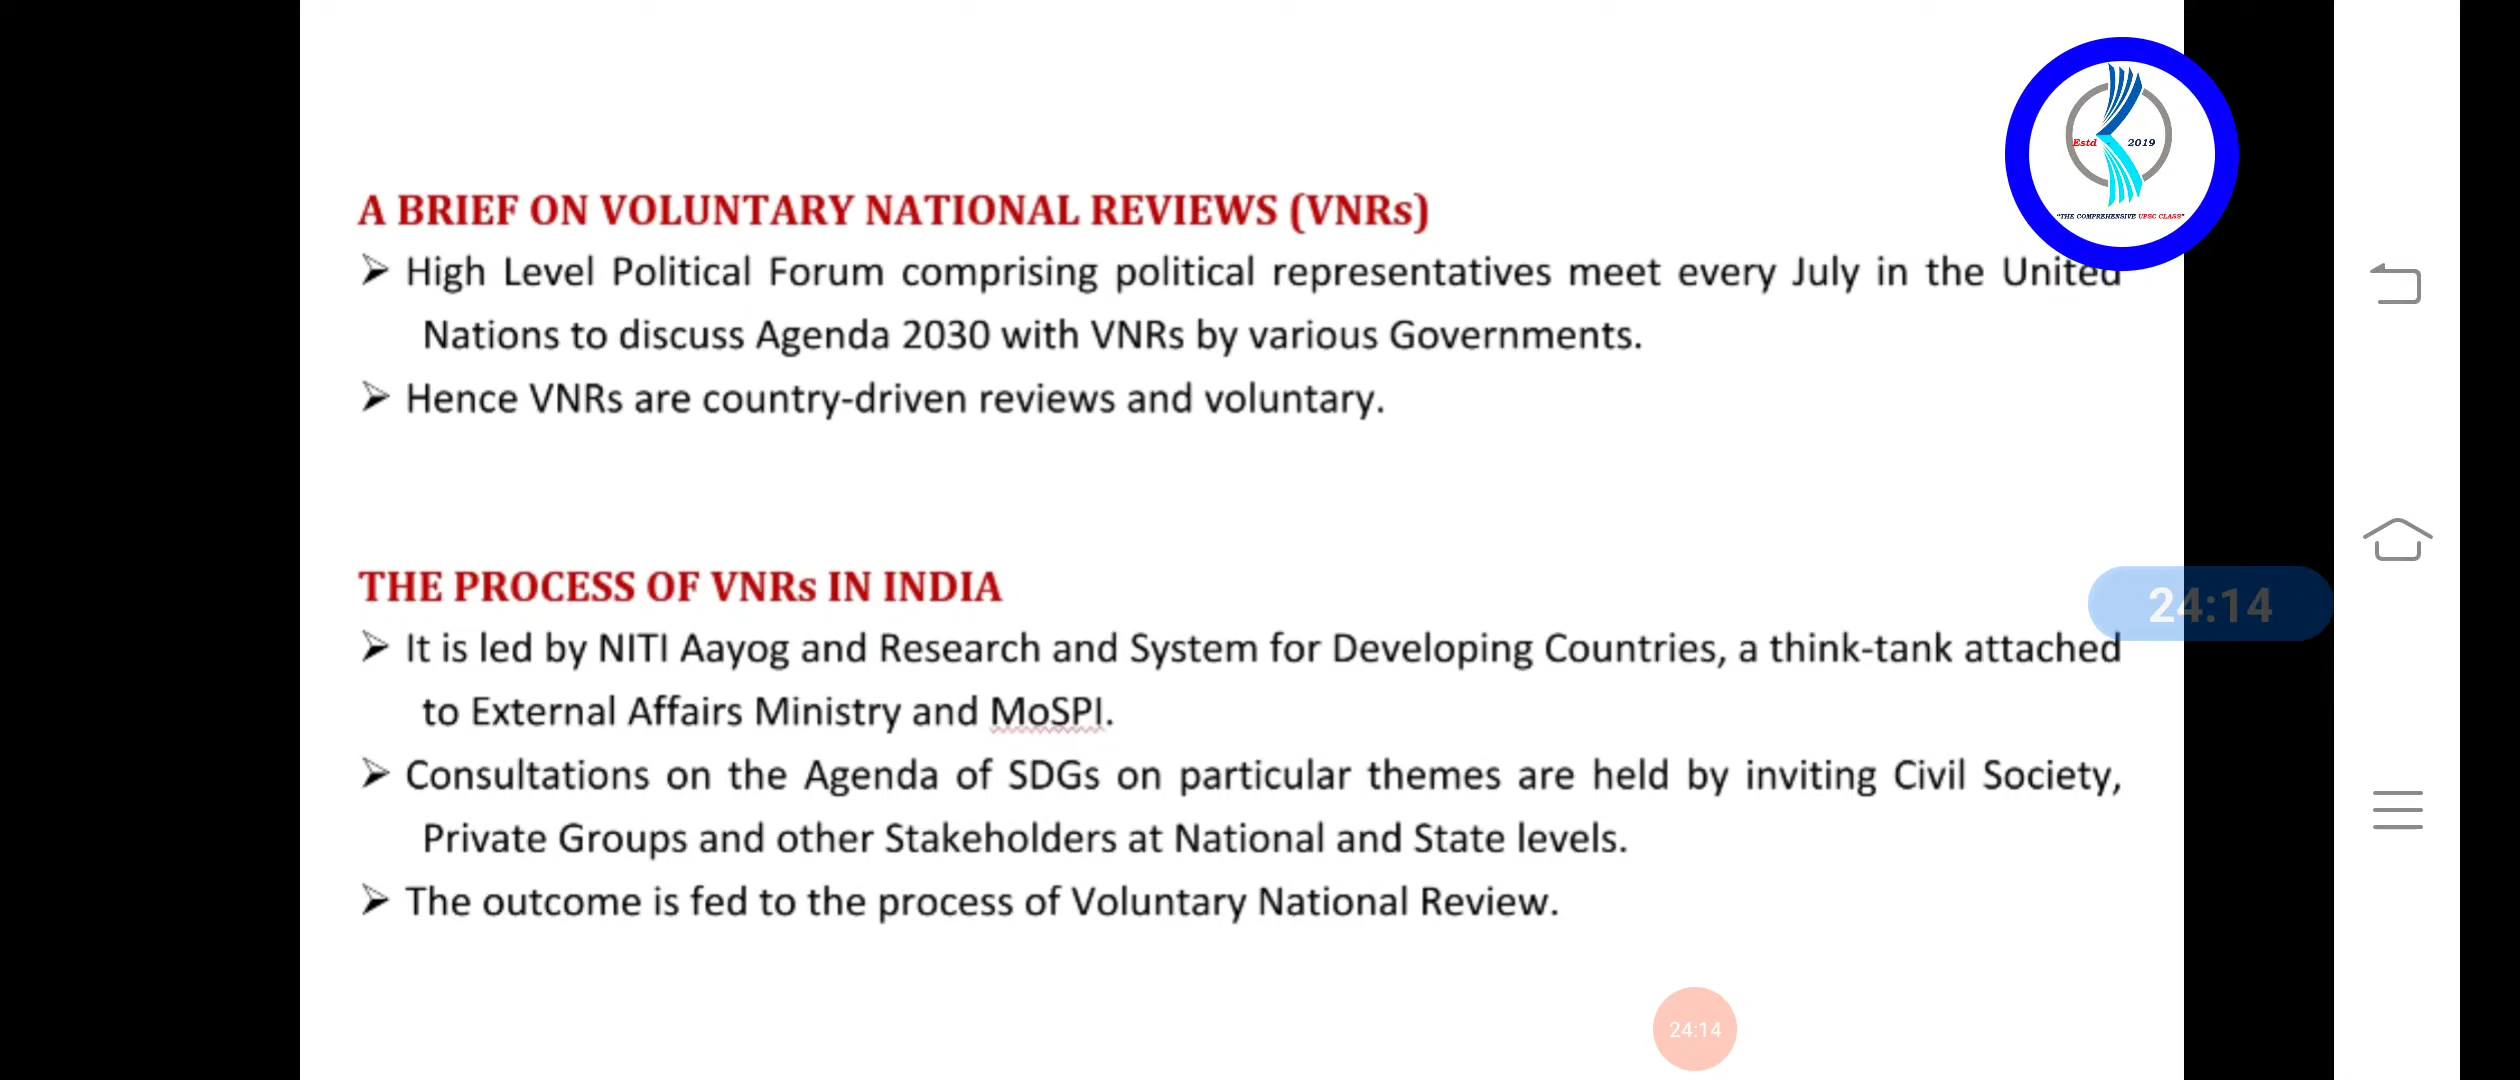 Estd 2019
"THE COMPREHENSIVE UPSC CLASS"
A BRIEF ON VOLUNTARY NATIONAL REVIEWS (VNRs)
➢ High Level Political Forum comprising political representatives meet every July in the United
Nations to discuss Agenda 2030 with VNRs by various Governments.
➢ Hence VNRs are country-driven reviews and voluntary.
THE PROCESS OF VNRs IN INDIA
24:14
➢ It is led by NITI Aayog and Research and System for Developing Countries, a think-tank attached
to External Affairs Ministry and MoSPI.
➢ Consultations on the Agenda of SDGs on particular themes are held by inviting Civil Society,
Private Groups and other Stakeholders at National and State levels.
➢ The outcome is fed to the process of Voluntary National Review.
24:14